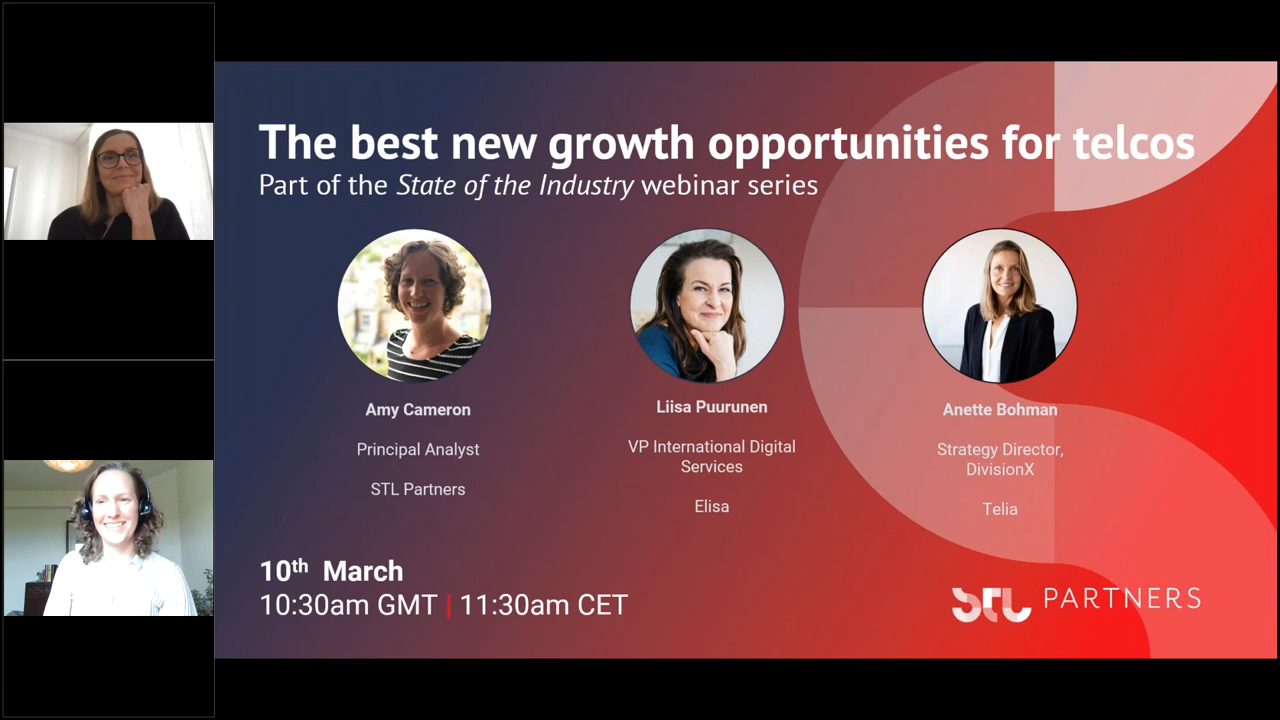 The best new growth opportunities for telcos
Part of the State of the Industry webinar series
Amy Cameron
Principal Analyst
STL Partners
Liisa Puurunen
VP International Digital
Services
Elisa
Anette Bohman
Strategy Director,
DivisionX
Telia
10th March
10:30am GMT | 11:30am CET
STL PARTNERS